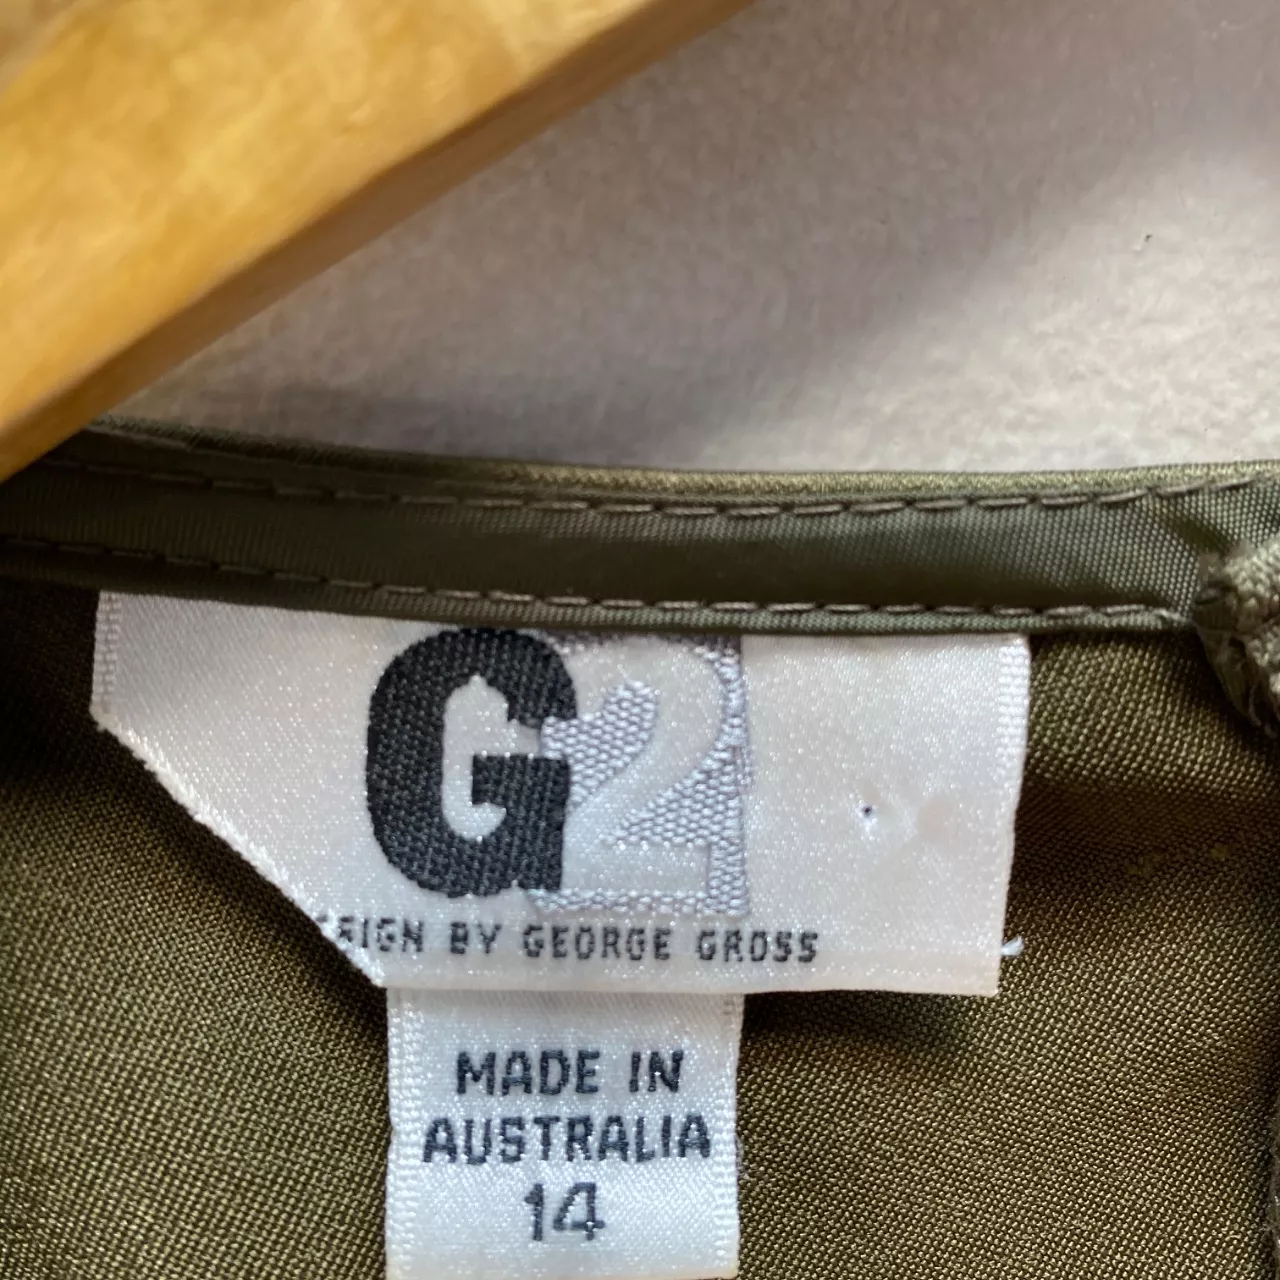 G2
SIGN BY GEORGE GROSS
MADE IN
AUSTRALIA
14